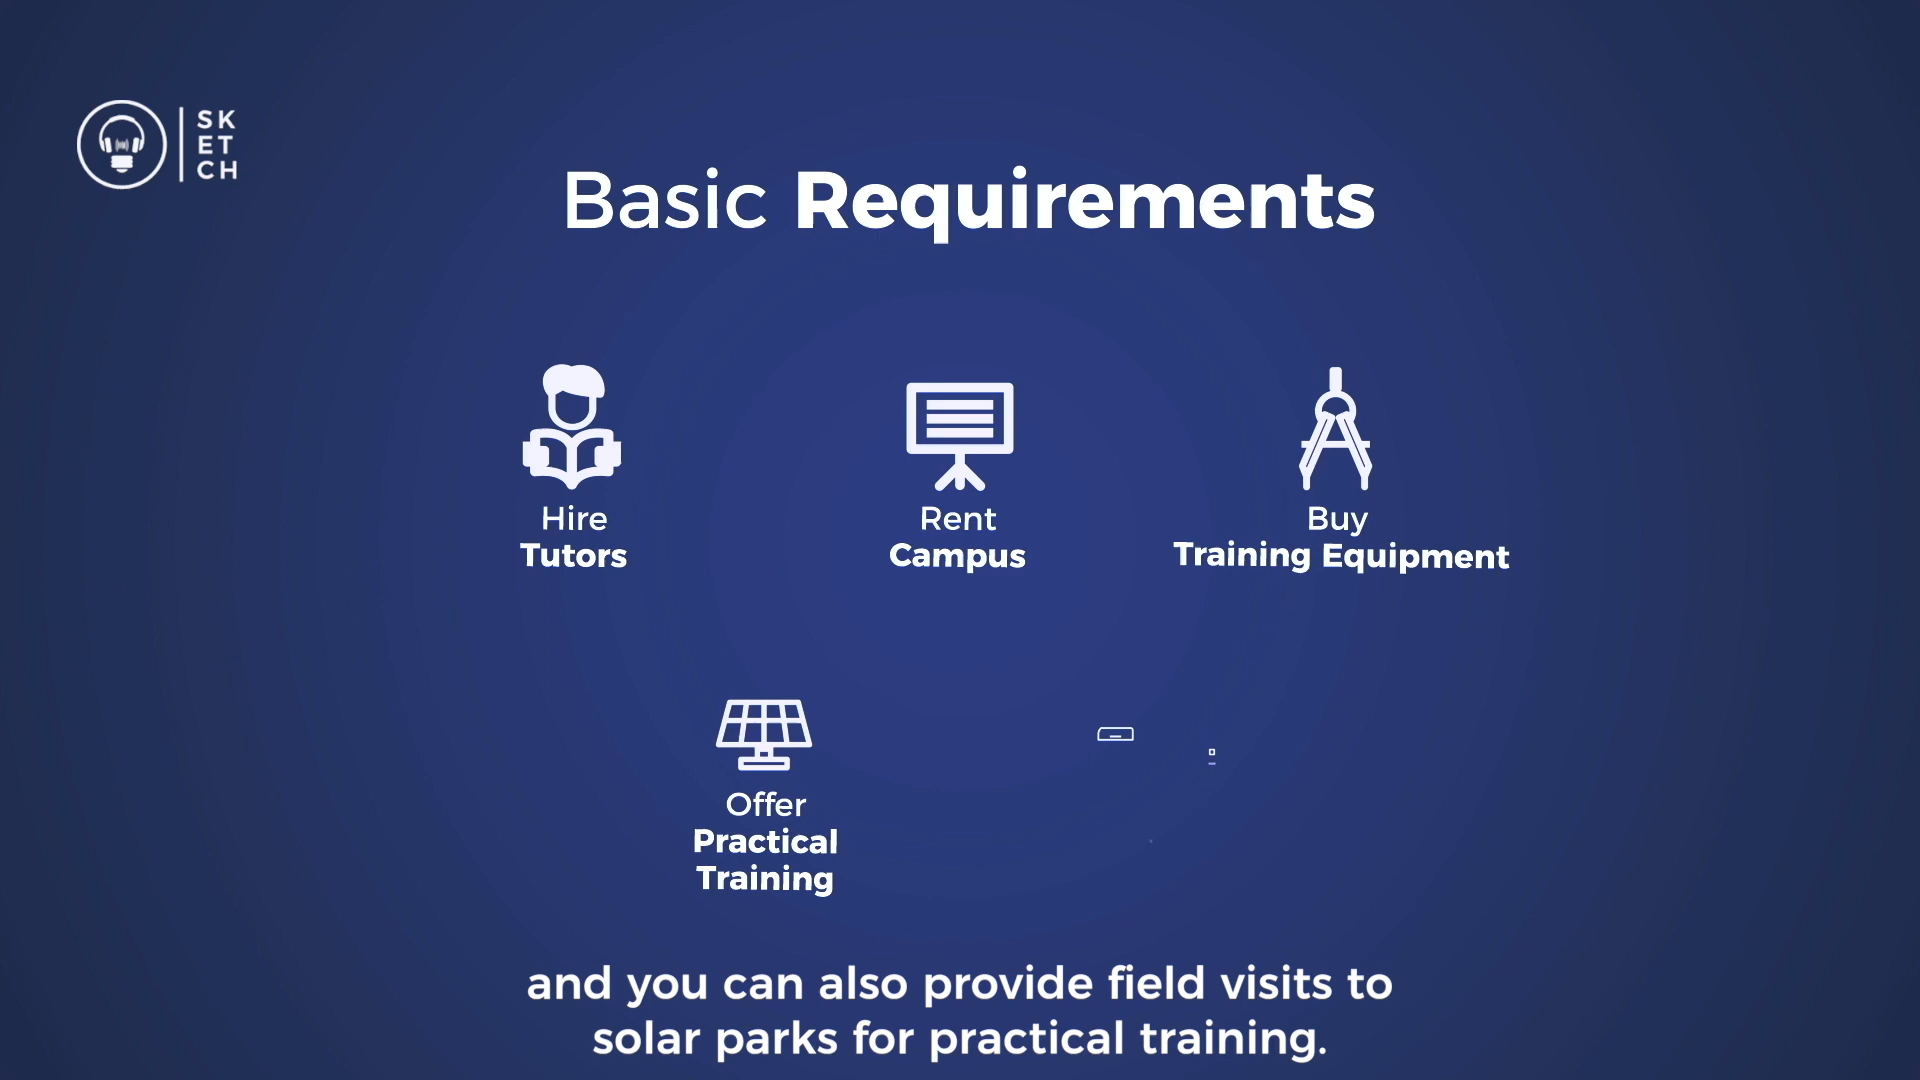 SK
ET
CH
Basic Requirements
Hire
Tutors
Rent
Campus
Buy
Training Equipment
Offer
Practical
Training
and you can also provide field visits to
solar parks for practical training.